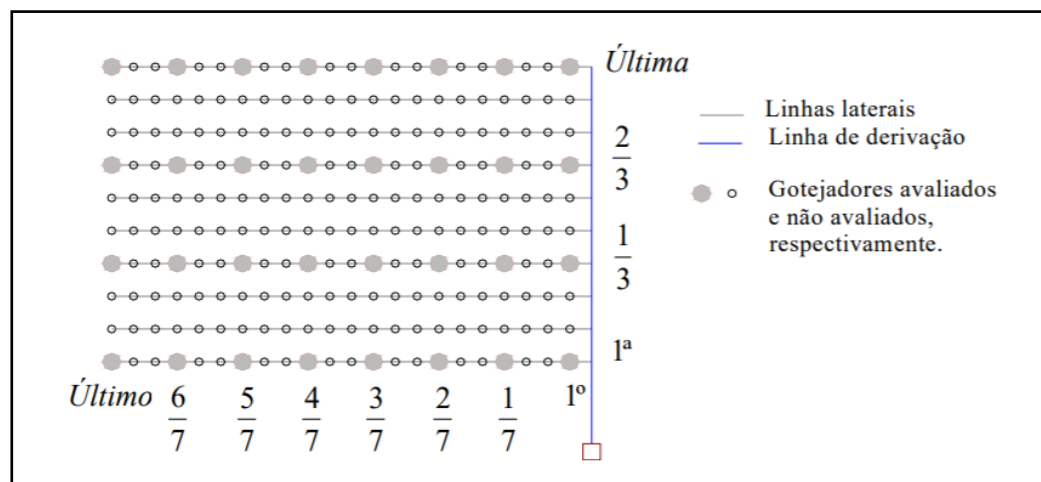 Última
Linhas laterais
Linha de derivação
2
3
Gotejadores avaliados
e não avaliados,
respectivamente.
1
3
1ª
Último 6/7 5/7 4/7 3/7 2/7 1/7 1º